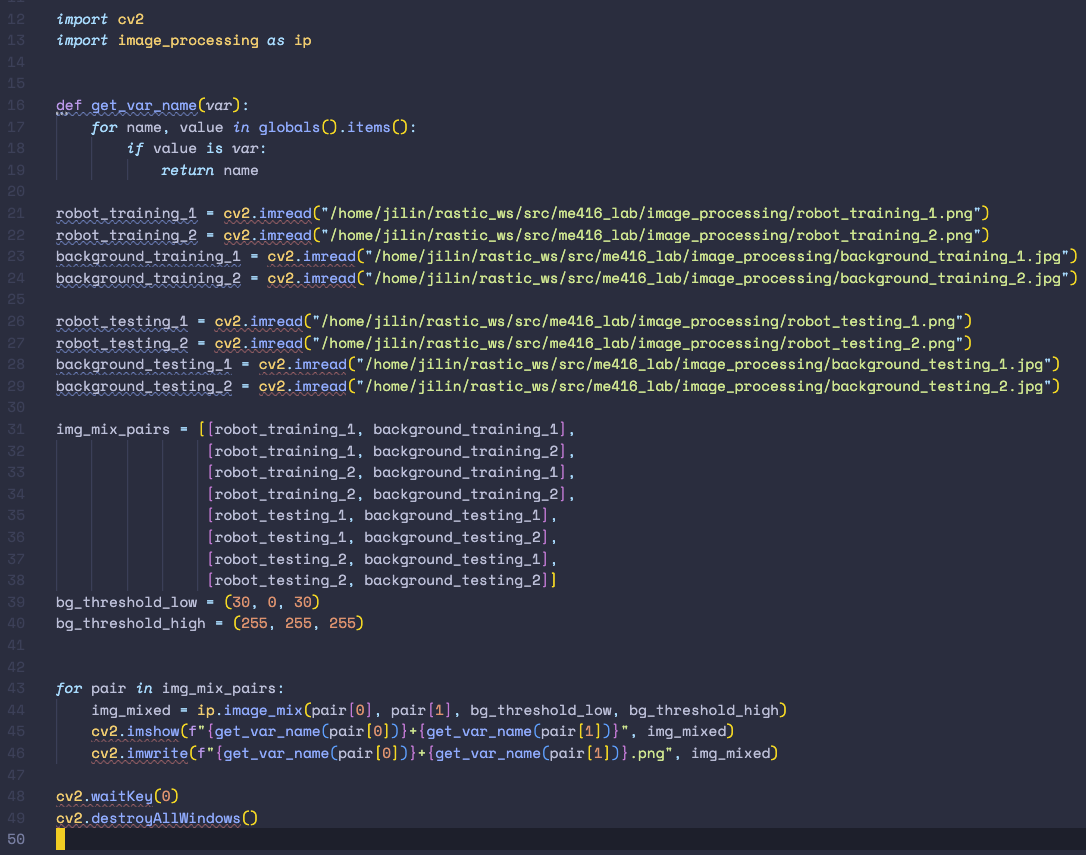 12 import cv2
13 import image_processing as ip
14
15
16 def get_var_name(var):
17     for name, value in globals().items():
18         if value is var:
19             return name
20
21 robot_training_1 = cv2.imread("/home/jilin/rastic_ws/src/me416_lab/image_processing/robot_training_1.png")
22 robot_training_2 = cv2.imread("/home/jilin/rastic_ws/src/me416_lab/image_processing/robot_training_2.png")
23 background_training_1 = cv2.imread("/home/jilin/rastic_ws/src/me416_lab/image_processing/background_training_1.jpg")
24 background_training_2 = cv2.imread("/home/jilin/rastic_ws/src/me416_lab/image_processing/background_training_2.jpg")
25
26 robot_testing_1 = cv2.imread("/home/jilin/rastic_ws/src/me416_lab/image_processing/robot_testing_1.png")
27 robot_testing_2 = cv2.imread("/home/jilin/rastic_ws/src/me416_lab/image_processing/robot_testing_2.png")
28 background_testing_1 = cv2.imread("/home/jilin/rastic_ws/src/me416_lab/image_processing/background_testing_1.jpg")
29 background_testing_2 = cv2.imread("/home/jilin/rastic_ws/src/me416_lab/image_processing/background_testing_2.jpg")
30
31 img_mix_pairs = [[robot_training_1, background_training_1],
32                  [robot_training_1, background_training_2],
33                  [robot_training_2, background_training_1],
34                  [robot_training_2, background_training_2],
35                  [robot_testing_1, background_testing_1],
36                  [robot_testing_1, background_testing_2],
37                  [robot_testing_2, background_testing_1],
38                  [robot_testing_2, background_testing_2]]
39 bg_threshold_low = (30, 0, 30)
40 bg_threshold_high = (255, 255, 255)
41
42
43 for pair in img_mix_pairs:
44     img_mixed = ip.image_mix(pair[0], pair[1], bg_threshold_low, bg_threshold_high)
45     cv2.imshow(f"{get_var_name(pair[0])}+{get_var_name(pair[1])}", img_mixed)
46     cv2.imwrite(f"{get_var_name(pair[0])}+{get_var_name(pair[1])}.png", img_mixed)
47
48 cv2.waitKey(0)
49 cv2.destroyAllWindows()
50